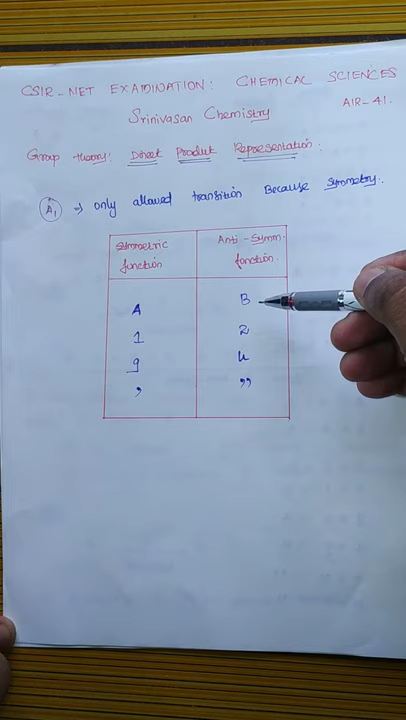 CSIR-NET EXAMINATION: CHEMICAL SCIENCES
Srinivasan Chemistry AIR-41.
Group theory: Direct Product Representation:
A1 ⇒ only allowed transition Because Symmetry.
Symmetric function Anti-Symm. function.
A B
1 2
g u
' ''